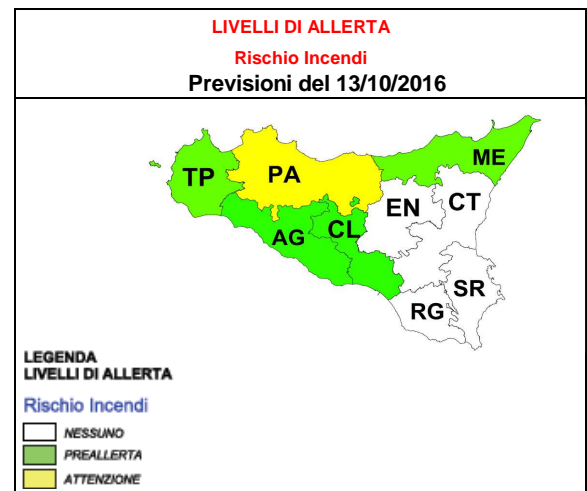 LIVELLI DI ALLERTA
Rischio Incendi
Previsioni del 13/10/2016
ME
TP
PA
EN
CT
AG
CL
SR
RG
LEGENDA
LIVELLI DI ALLERTA
Rischio Incendi
NESSUNO
PREALLERTA
ATTENZIONE